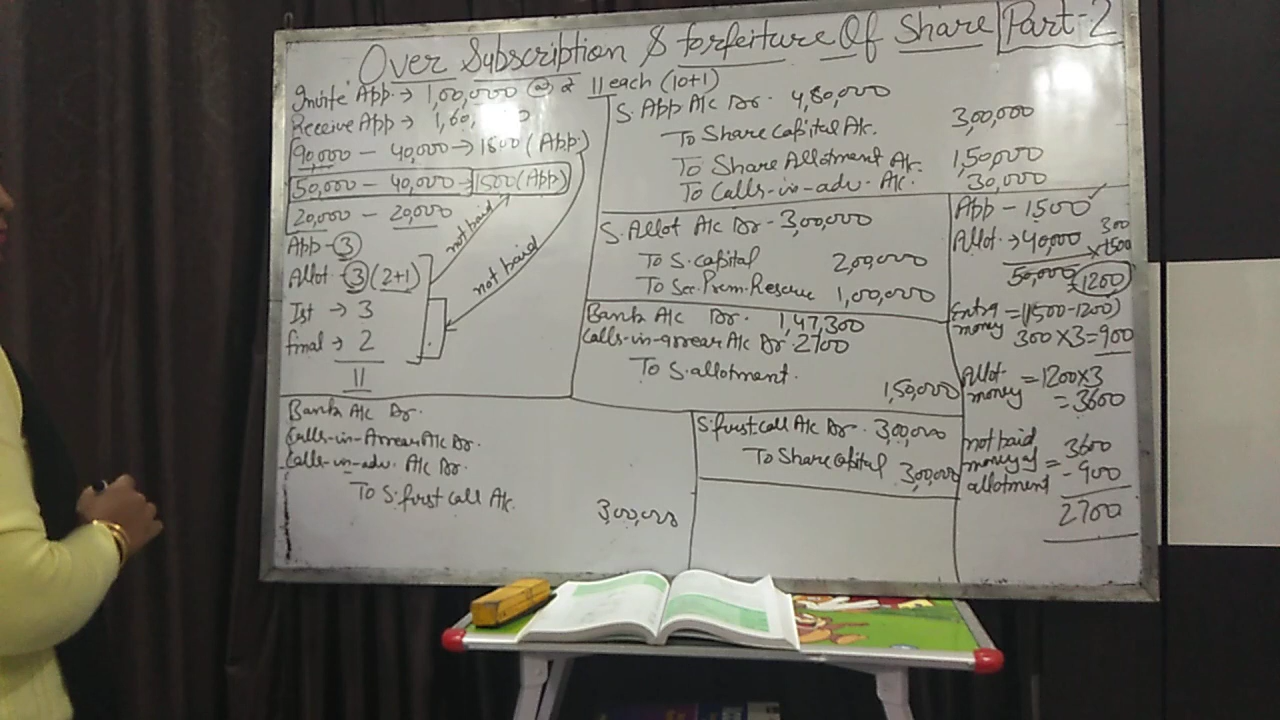 Over Subscription & forfeiture Of Share Part-2
Invite App. → 1,00,000 @ ₹ 11 each (10+1)
Receive App → 1,60,
90,000 - 40,000 → 1800 (App.)
50,000 - 40,000 - 1500 (App)
20,000 - 20,000
App - 3
Allot - 3 (2+1)
Ist → 3
final → 2
11
not paid
not paid
S. App A/c Dr. 4,80,000
To Share Capital A/c. 3,00,000
To Share Allotment A/c. 1,50,000
To Calls-in-adv. A/c. 30,000
S. Allot A/c Dr - 3,00,000
To S. capital 2,00,000
To Sec. Prem. Reserve 1,00,000
Bank A/c Dr. 1,47,300
Calls-in-arrear A/c Dr. 2700
To S. allotment. 1,50,000
App - 1500
Allot. → 40,000 × 1500
50,000 = 1200
300
Extra money = (1500-1200)
300 × 3 = 900
Allot money = 1200×3
= 3600
not paid money of allotment = 3600
- 900
2700
Bank A/c Dr.
Calls-in-Arrear A/c Dr.
Calls-in-adv. A/c Dr.
To S. first call A/c. 3,00,000
S. first call A/c Dr. 3,00,000
To Share Capital 3,00,000